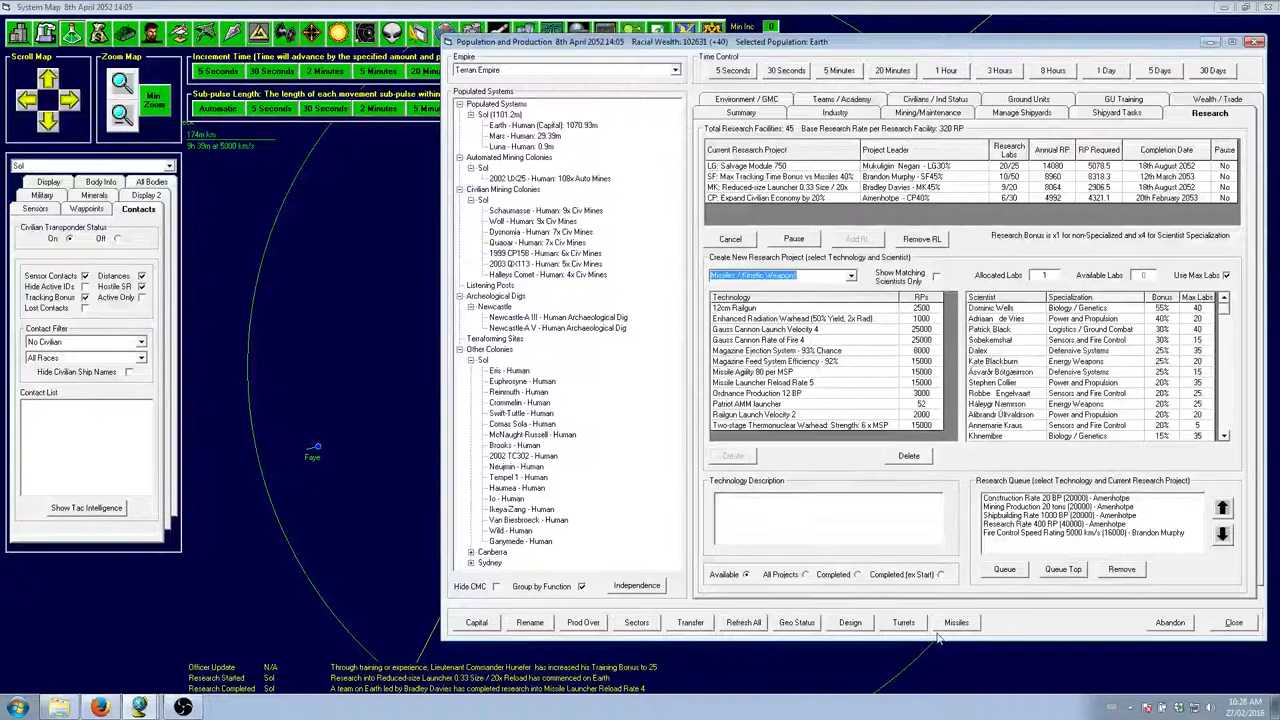 System Map  8th April 2052 14:05
Min Inc
0
Scroll Map
Zoom Map
Min Zoom
Increment Time (Time will advance by the specified amount and p
5 Seconds
30 Seconds
2 Minutes
5 Minutes
20 Minu
Sub-pulse Length: The length of each movement sub-pulse within
Automatic
5 Seconds
30 Seconds
2 Minutes
5 Minu
174m km
9h 39m at 5000 km/s
Sol
Display
Body Info
All Bodies
Military
Minerals
Display 2
Sensors
Waypoints
Contacts
Civilian Transponder Status
On
Off
Sensor Contacts
Distances
Hide Active IDs
Hostile SR
Tracking Bonus
Active Only
Lost Contacts
Contact Filter
No Civilian
All Races
Hide Civilian Ship Names
Contact List
Show Tac Intelligence
Faye
Population and Production  8th April 2052 14:05    Racial Wealth: 102631 (+40)    Selected Population: Earth
Empire
Terran Empire
Populated Systems
Populated Systems
Sol (1101.2m)
Earth - Human (Capital): 1070.93m
Mars - Human: 29.39m
Luna - Human: 0.9m
Automated Mining Colonies
Sol
2002 UX25 - Human: 108x Auto Mines
Civilian Mining Colonies
Sol
Schaumasse - Human: 9x Civ Mines
Wolf - Human: 9x Civ Mines
Dysnomia - Human: 7x Civ Mines
Quaoar - Human: 7x Civ Mines
1999 CP158 - Human: 6x Civ Mines
2003 QX113 - Human: 5x Civ Mines
Halleys Comet - Human: 4x Civ Mines
Listening Posts
Archeological Digs
Newcastle
Newcastle-A III - Human: Archaeological Dig
Newcastle-A V - Human: Archaeological Dig
Terraforming Sites
Other Colonies
Sol
Eris - Human
Euphrosyne - Human
Reinmuth - Human
Crommelin - Human
Swift-Tuttle - Human
Comas Sola - Human
McNaught-Russell - Human
Brooks - Human
2002 TC302 - Human
Neujmin - Human
Tempel 1 - Human
Haumea - Human
Io - Human
Ikeya-Zang - Human
Van Biesbroeck - Human
Wild - Human
Ganymede - Human
Canberra
Sydney
Hide CMC
Group by Function
Independence
Time Control
5 Seconds
30 Seconds
5 Minutes
20 Minutes
1 Hour
3 Hours
8 Hours
1 Day
5 Days
30 Days
Environment / GMC
Teams / Academy
Civilians / Ind Status
Ground Units
GU Training
Wealth / Trade
Summary
Industry
Mining/Maintenance
Manage Shipyards
Shipyard Tasks
Research
Total Research Facilities: 45   Base Research Rate per Research Facility: 320 RP
Current Research Project
Project Leader
Research Labs
Annual RP
RP Required
Completion Date
Pause
LG: Salvage Module 750  Mukuligiin Negan - LG30%  20/25  14080  5078.5  18th August 2052  No
SF: Max Tracking Time Bonus vs Missiles 40%  Brandon Murphy - SF45%  10/50  8960  8318.3  12th March 2053  No
MK: Reduced-size Launcher 0.33 Size / 20x  Bradley Davies - MK45%  9/20  8064  2906.5  18th August 2052  No
CP: Expand Civilian Economy by 20%  Amenhotpe - CP40%  6/30  4992  4321.1  20th February 2053  No
Cancel
Pause
Add RL
Remove RL
Research Bonus is x1 for non-Specialized and x4 for Scientist Specialization
Create New Research Project (select Technology and Scientist)
Missiles / Kinetic Weapons
Show Matching Scientists Only
Allocated Labs
1
Available Labs
0
Use Max Labs
Technology  RPs
12cm Railgun  2500
Enhanced Radiation Warhead (50% Yield, 2x Rad)  1000
Gauss Cannon Launch Velocity 4  25000
Gauss Cannon Rate of Fire 4  25000
Magazine Ejection System - 93% Chance  8000
Magazine Feed System Efficiency - 92%  15000
Missile Agility 80 per MSP  15000
Missile Launcher Reload Rate 5  15000
Ordnance Production 12 BP  3000
Patriot AMM launcher  52
Railgun Launch Velocity 2  2000
Two-stage Thermonuclear Warhead: Strength: 6 x MSP  15000
Scientist  Specialization  Bonus  Max Labs
Dominic Wells  Biology / Genetics  55%  40
Adriaan de Vries  Power and Propulsion  40%  20
Patrick Black  Logistics / Ground Combat  30%  25
Sobekemshaf  Sensors and Fire Control  30%
Dalex  Defensive Systems  25%  35
Kate Blackburn  Energy Weapons  25%  20
Defensive Systems  25%  15
Stephen Collier  Power and Propulsion  20%  35
Robbe Engelvaart  Sensors and Fire Control  20%
Energy Weapons  20%  25
Power and Propulsion  20%
Annemarie Kraus  Sensors and Fire Control  20%  5
Khnemibre  Biology / Genetics  15%  35
Create
Delete
Technology Description
Research Queue (select Technology and Current Research Project)
Construction Rate 20 BP (20000) - Amenhotpe
Mining Production 20 tons (20000) - Amenhotpe
Shipbuilding Rate 1000 BP (20000) - Amenhotpe
Research Rate 400 RP (40000) - Amenhotpe
Fire Control Speed Rating 5000 km/s (16000) - Brandon Murphy
Available
All Projects
Completed
Completed (ex Start)
Queue
Queue Top
Remove
Capital
Rename
Prod Over
Sectors
Transfer
Refresh All
Geo Status
Design
Turrets
Missiles
Abandon
Close
Officer Update  N/A  Through training or experience, Lieutenant Commander Hunefer has increased his Training Bonus to 25
Research Started  Sol  Research into Reduced-size Launcher 0.33 Size / 20x Reload has commenced on Earth
Research Completed  Sol  A team on Earth led by Bradley Davies has completed research into Missile Launcher Reload Rate 4
10:28 AM
27/02/2016